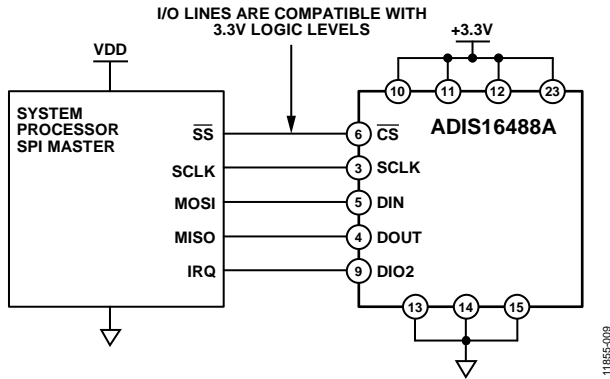 I/O LINES ARE COMPATIBLE WITH
3.3V LOGIC LEVELS
VDD
+3.3V
10
11
12
23
SYSTEM
PROCESSOR
SPI MASTER
ADIS16488A
SS
6
CS
SCLK
3
SCLK
MOSI
5
DIN
MISO
4
DOUT
IRQ
9
DIO2
13
14
15
11855-009